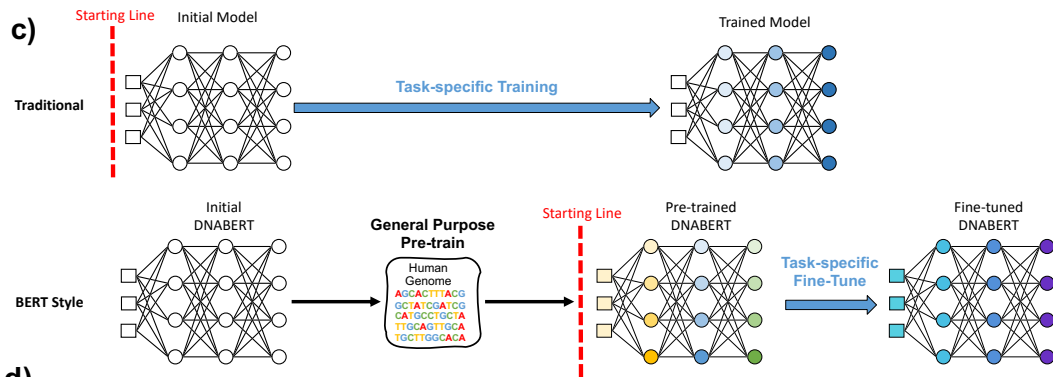 c)
Starting Line
Initial Model
Trained Model
Traditional
Task-specific Training
Initial
DNABERT
General Purpose
Pre-train
Starting Line
Pre-trained
DNABERT
Fine-tuned
DNABERT
BERT Style
Human
Genome
AGCACTTTACG
GCTATCGATCG
CATGCCTGCTA
TTGCAGTTGCA
TGCTTGGCACA
Task-specific
Fine-Tune
d)